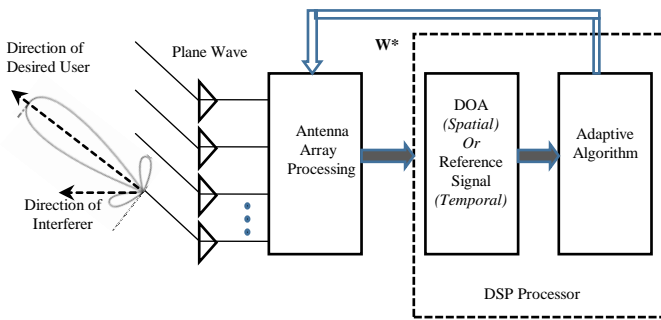 Direction of
Desired User
Plane Wave
W*
Antenna
Array
Processing
DOA
(Spatial)
Or
Reference
Signal
(Temporal)
Adaptive
Algorithm
Direction of
Interferer
DSP Processor